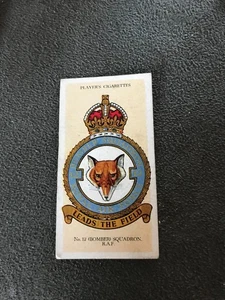 PLAYER'S CIGARETTES
LEADS THE FIELD
No. 12 (BOMBER) SQUADRON,
R.A.F.